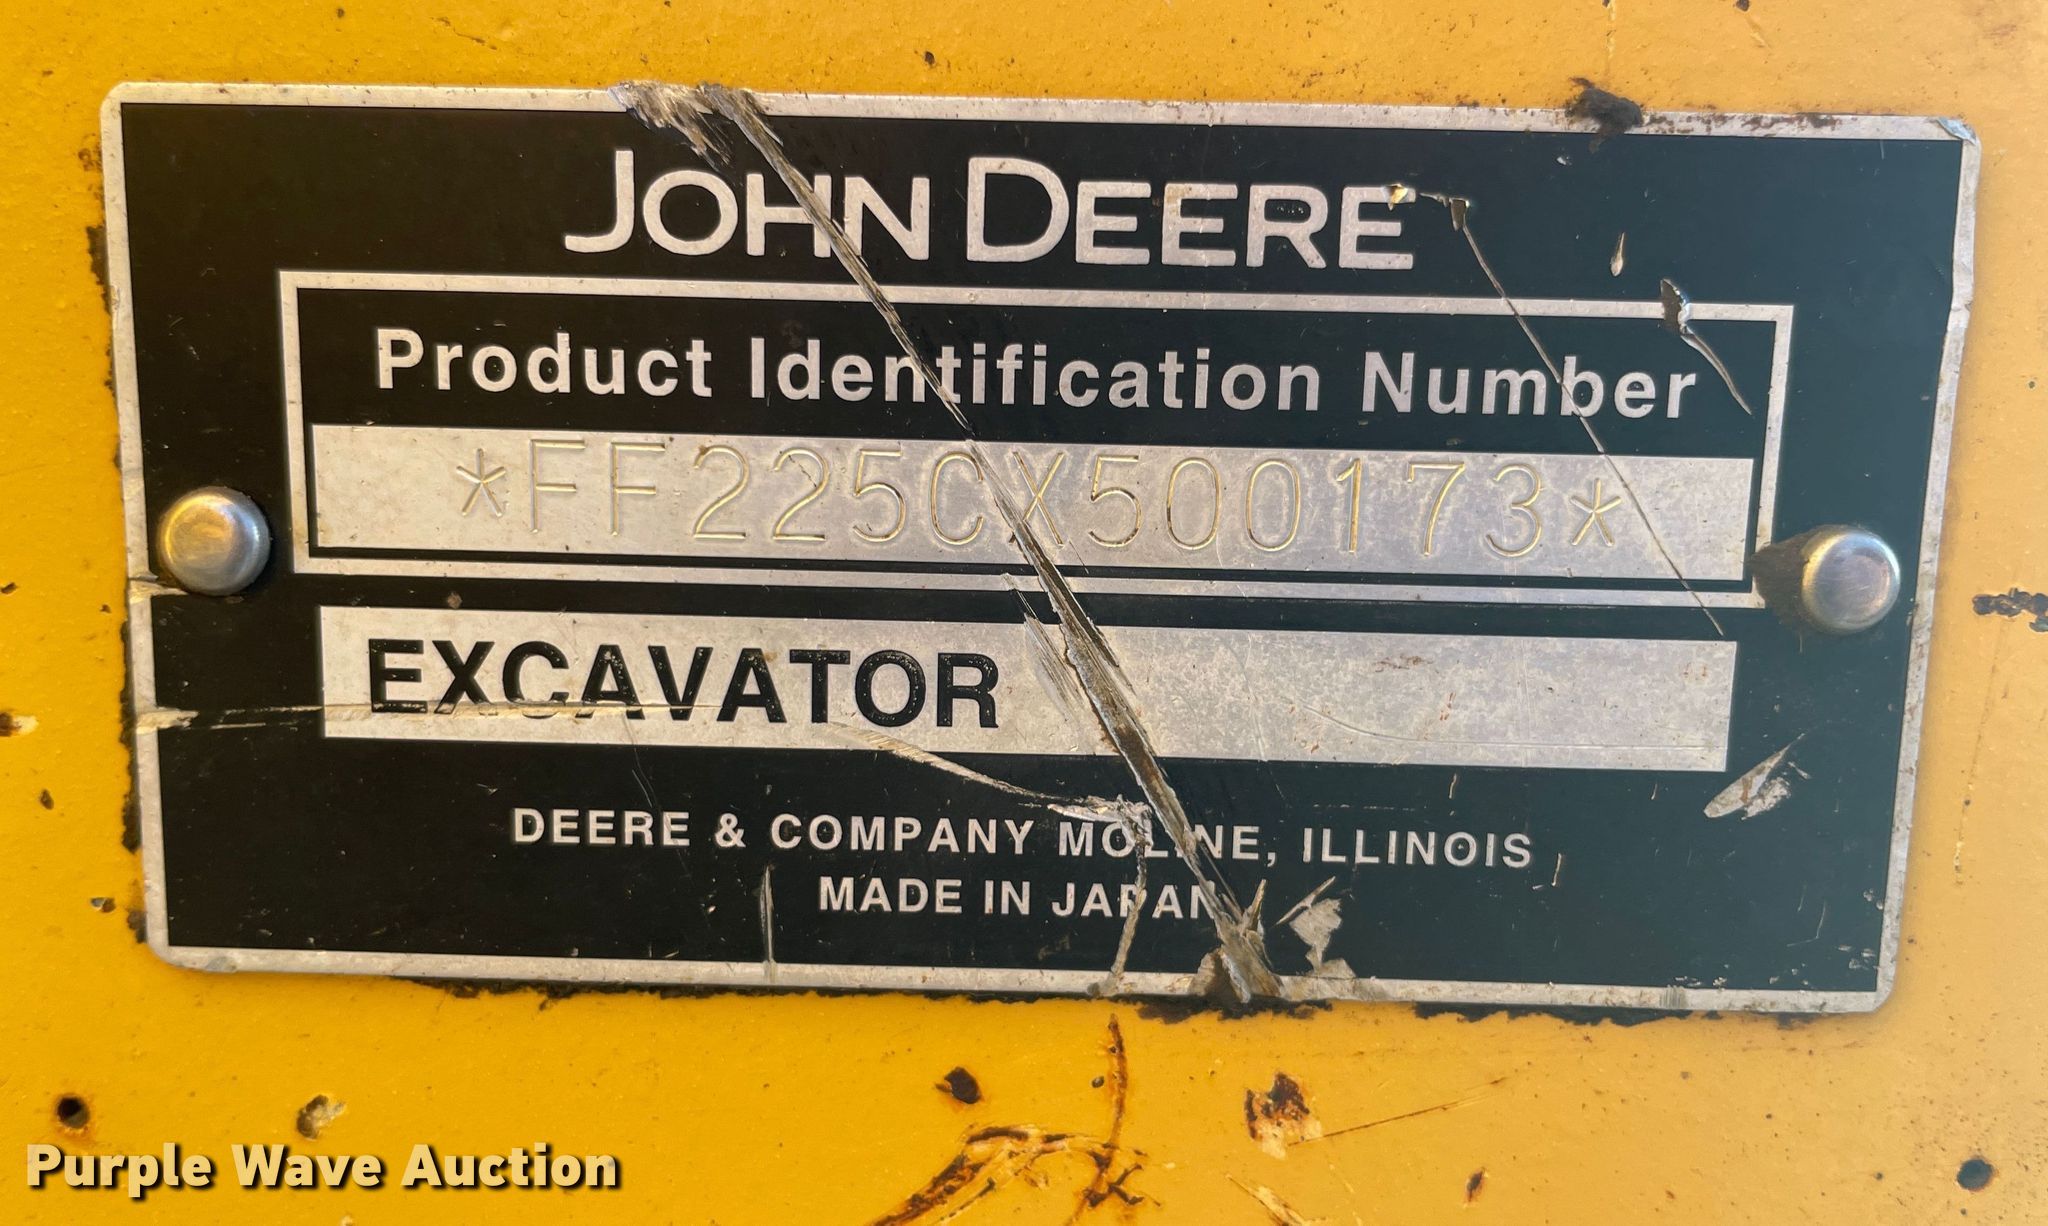 JOHN DEERE
Product Identification Number
*FF225CX500173*
EXCAVATOR
DEERE & COMPANY MOLINE, ILLINOIS
MADE IN JAPAN
Purple Wave Auction